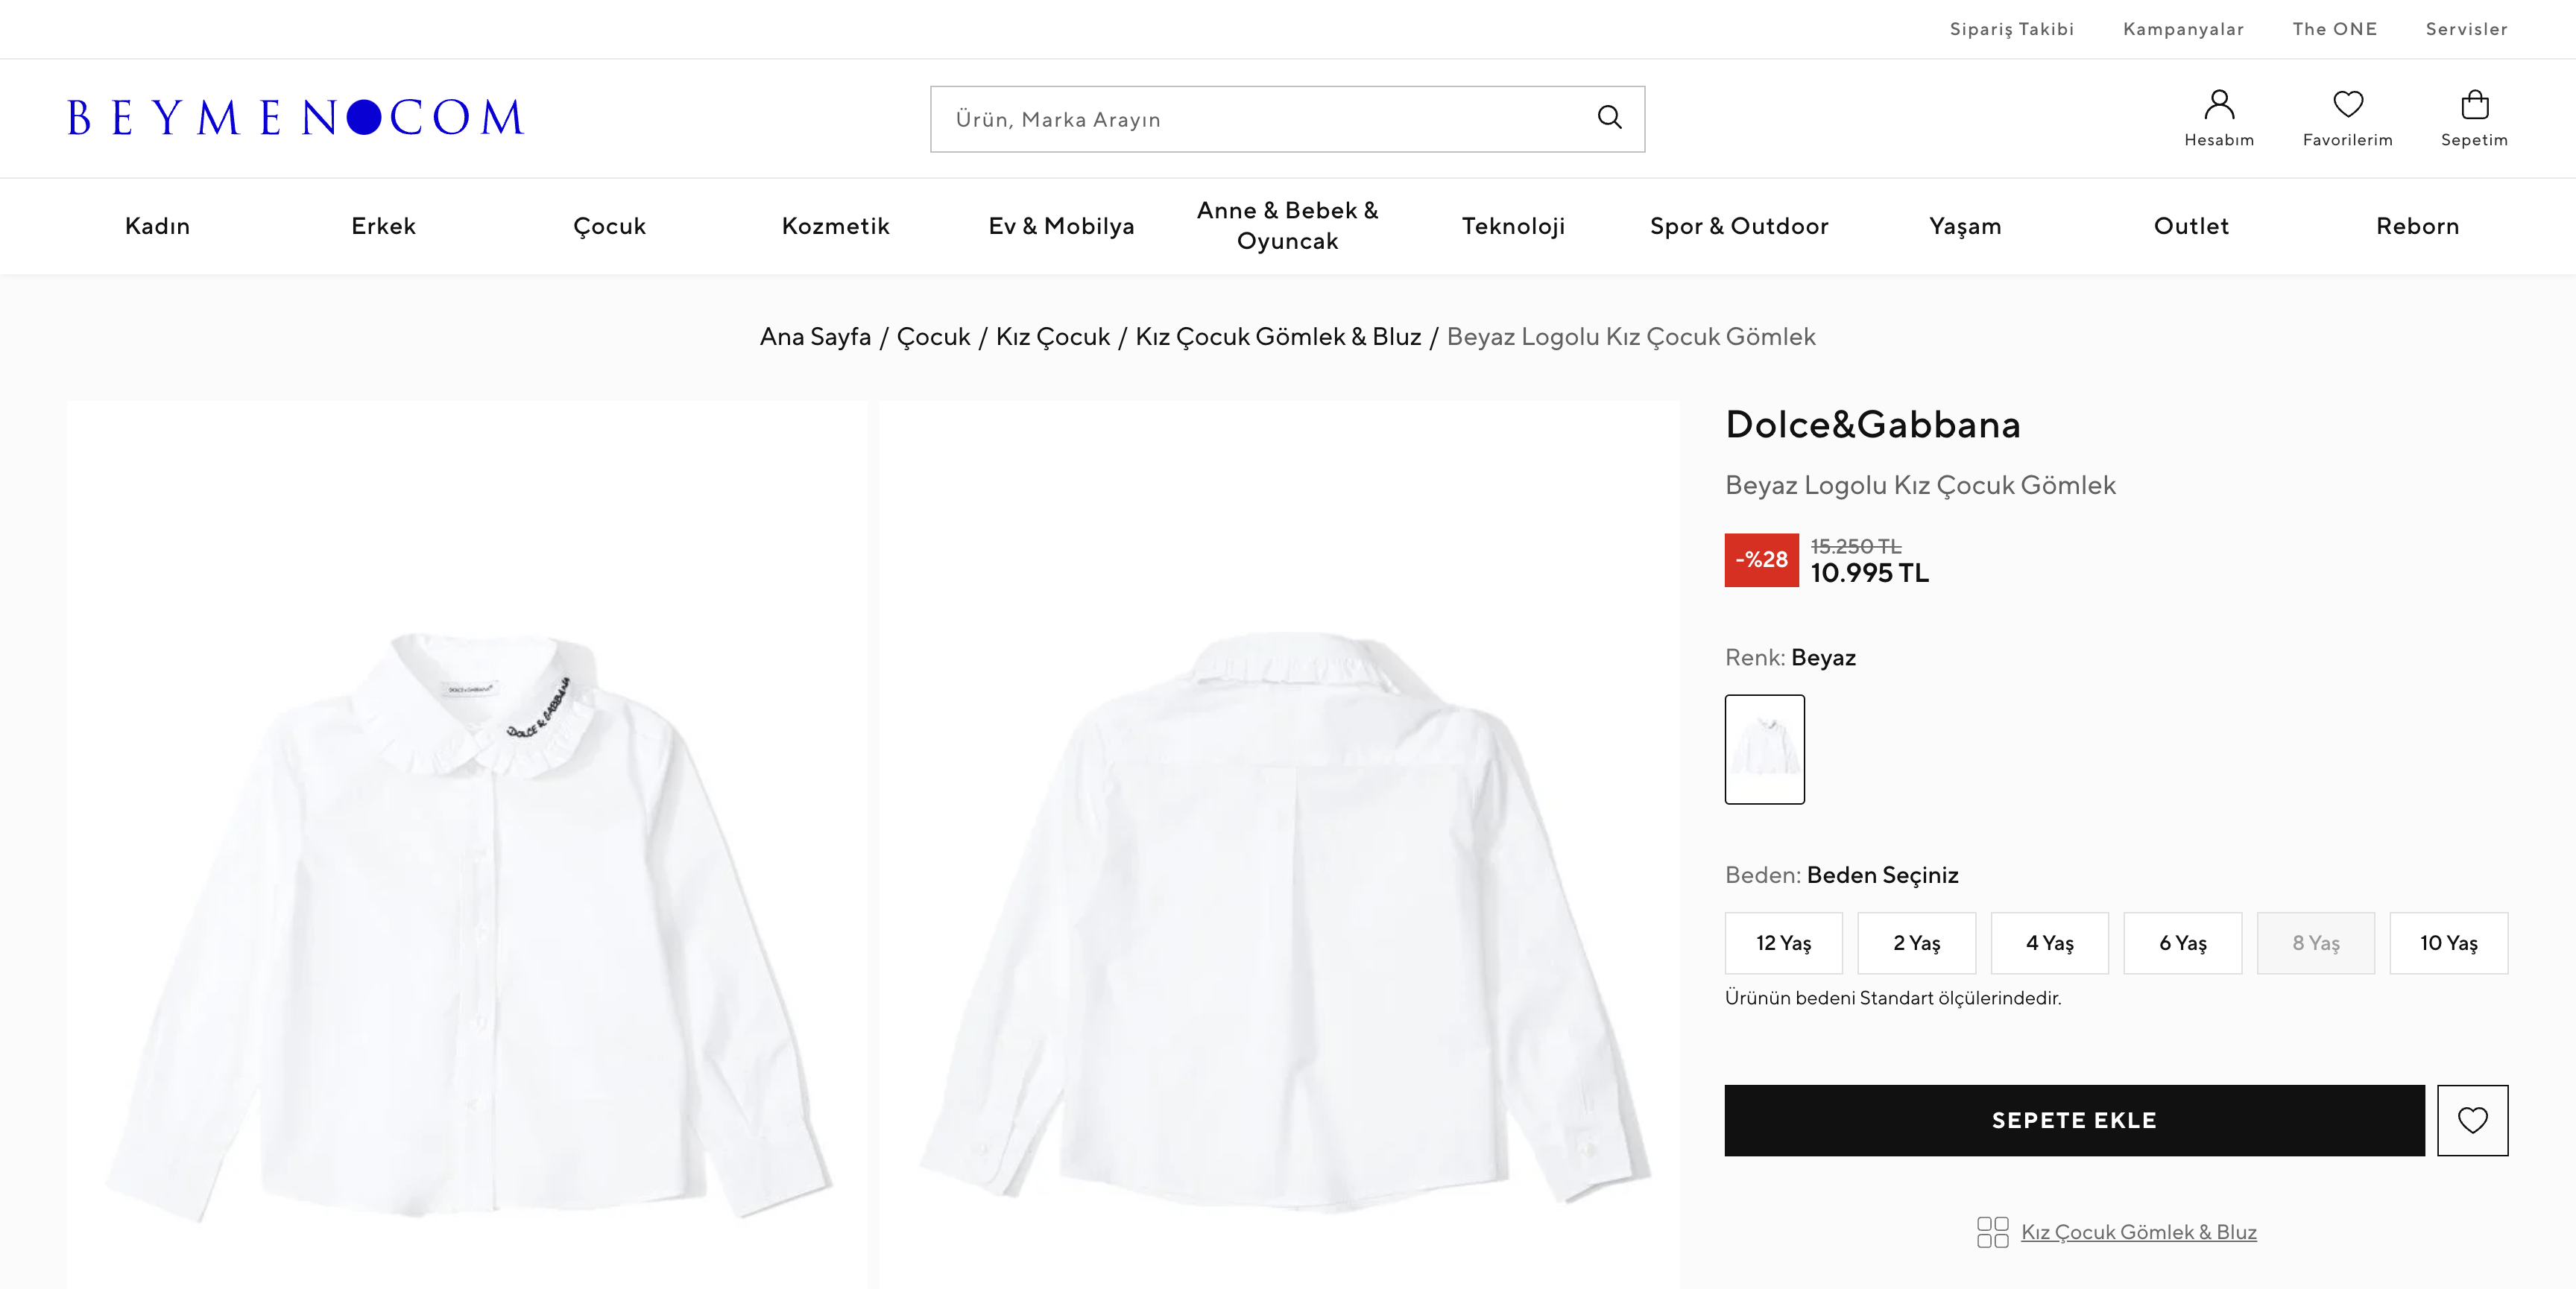 Sipariş Takibi Kampanyalar The ONE Servisler
BEYMEN COM
Ürün, Marka Arayın
Hesabım Favorilerim Sepetim
Kadın Erkek Çocuk Kozmetik Ev & Mobilya Anne & Bebek & Oyuncak Teknoloji Spor & Outdoor Yaşam Outlet Reborn
Ana Sayfa / Çocuk / Kız Çocuk / Kız Çocuk Gömlek & Bluz / Beyaz Logolu Kız Çocuk Gömlek
DOLCE & GABBANA
DOLCE & GABBANA
Dolce&Gabbana
Beyaz Logolu Kız Çocuk Gömlek
-%28
15.250 TL
10.995 TL
Renk: Beyaz
Beden: Beden Seçiniz
12 Yaş 2 Yaş 4 Yaş 6 Yaş 8 Yaş 10 Yaş
Ürünün bedeni Standart ölçülerindedir.
SEPETE EKLE
Kız Çocuk Gömlek & Bluz